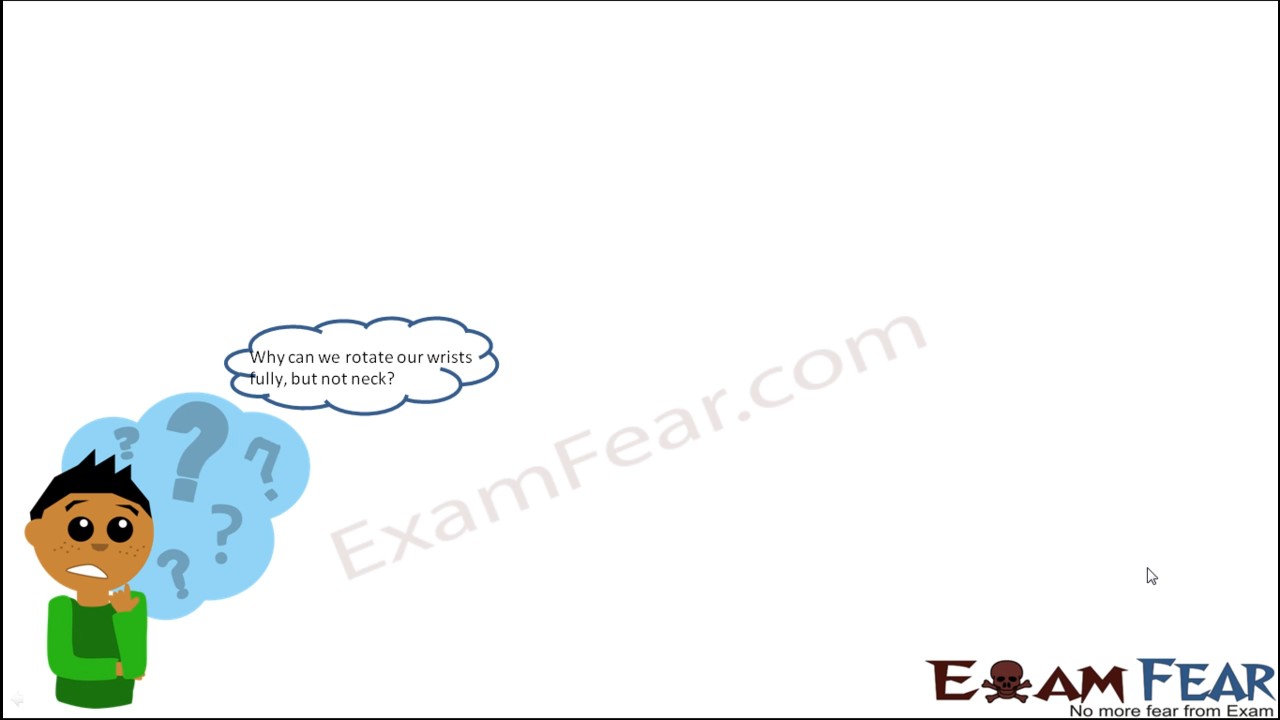 Why can we rotate our wrists
fully, but not neck?
ExamFear.com
EXAM FEAR
No more fear from Exam